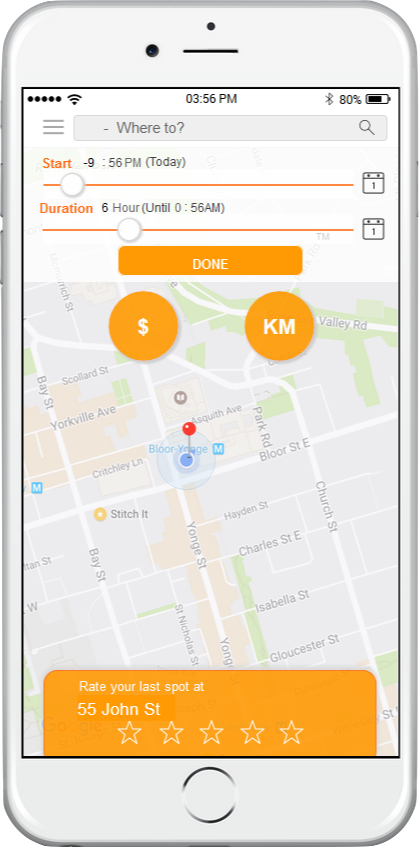 03:56 PM
80%
- Where to?
Start -9 : 56 PM (Today)
1
Duration 6 Hour (Until 0 : 56AM)
1
TM
DONE
$
KM
Valley Rd
Scollard St
Bay St
Yorkville Ave
Asquith Ave
Park Rd
Bloor-Yonge M
Bloor St E
Critchley Ln
M
Church St
Stitch It
Hayden St
Yonge St
Charles St E
Bay St
Isabella St
St Nicholas St
Yonge St
Gloucester St
Rate your last spot at
55 John St